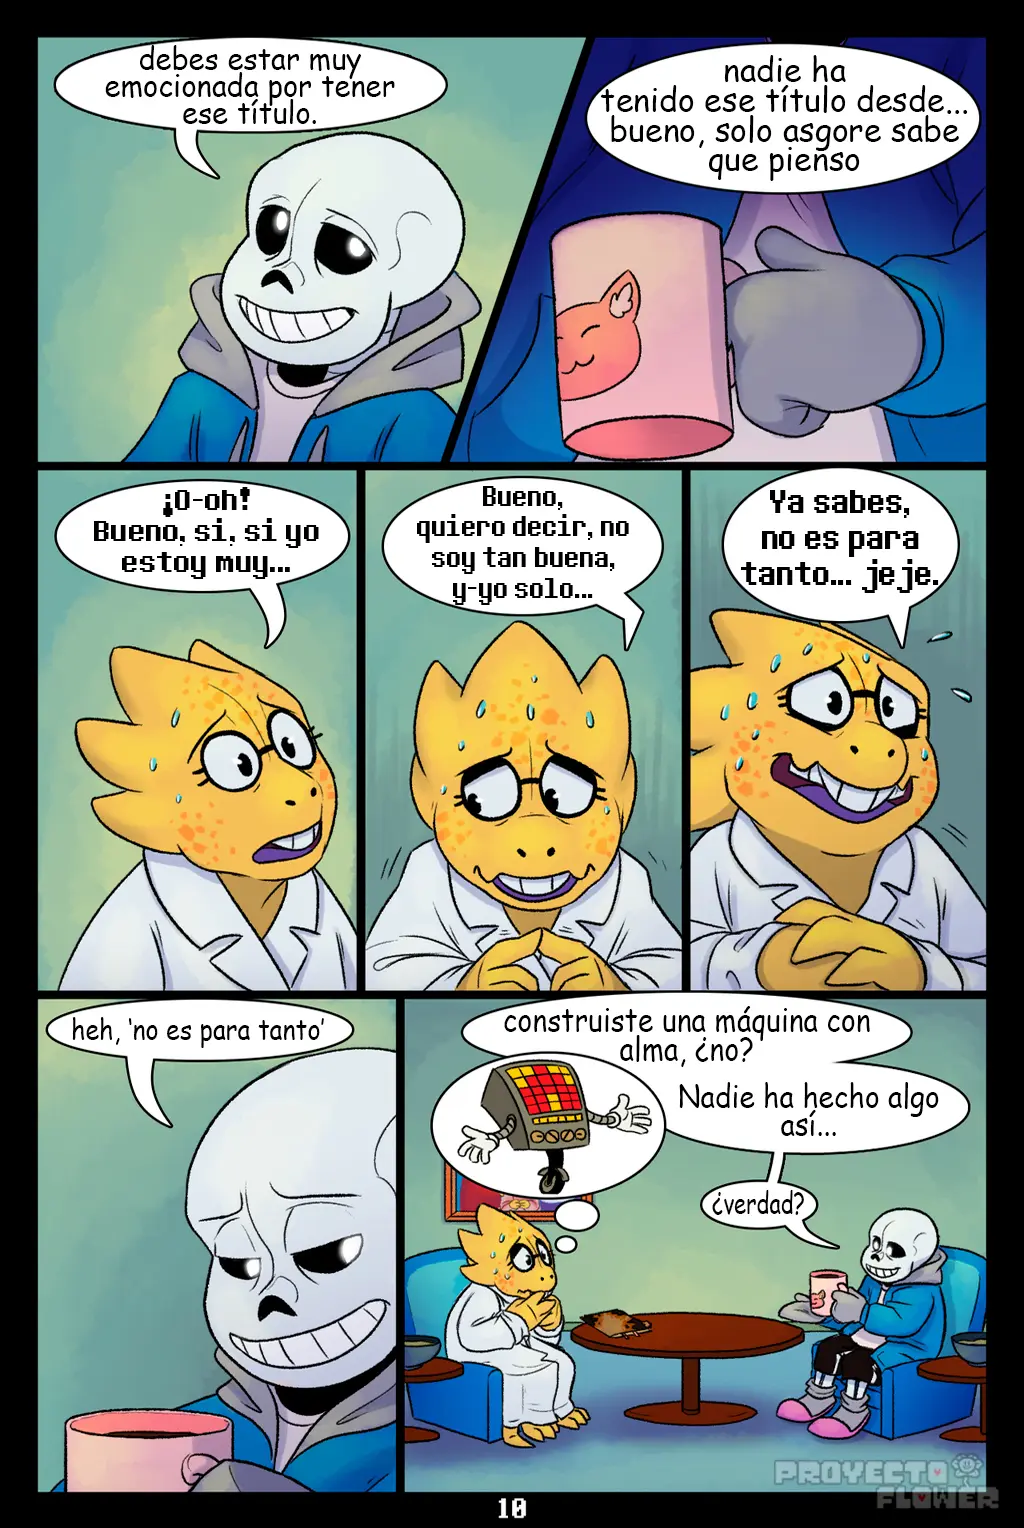 debes estar muy
emocionada por tener
ese título.
nadie ha
tenido ese título desde...
bueno, solo asgore sabe
que pienso
¡O-oh!
Bueno, si, si yo
estoy muy...
Bueno,
quiero decir, no
soy tan buena,
y-yo solo...
Ya sabes,
no es para
tanto... jeje.
heh, 'no es para tanto'
construiste una máquina con
alma, ¿no?
Nadie ha hecho algo
así...
¿verdad?
PROYECTO
FLOWER
10